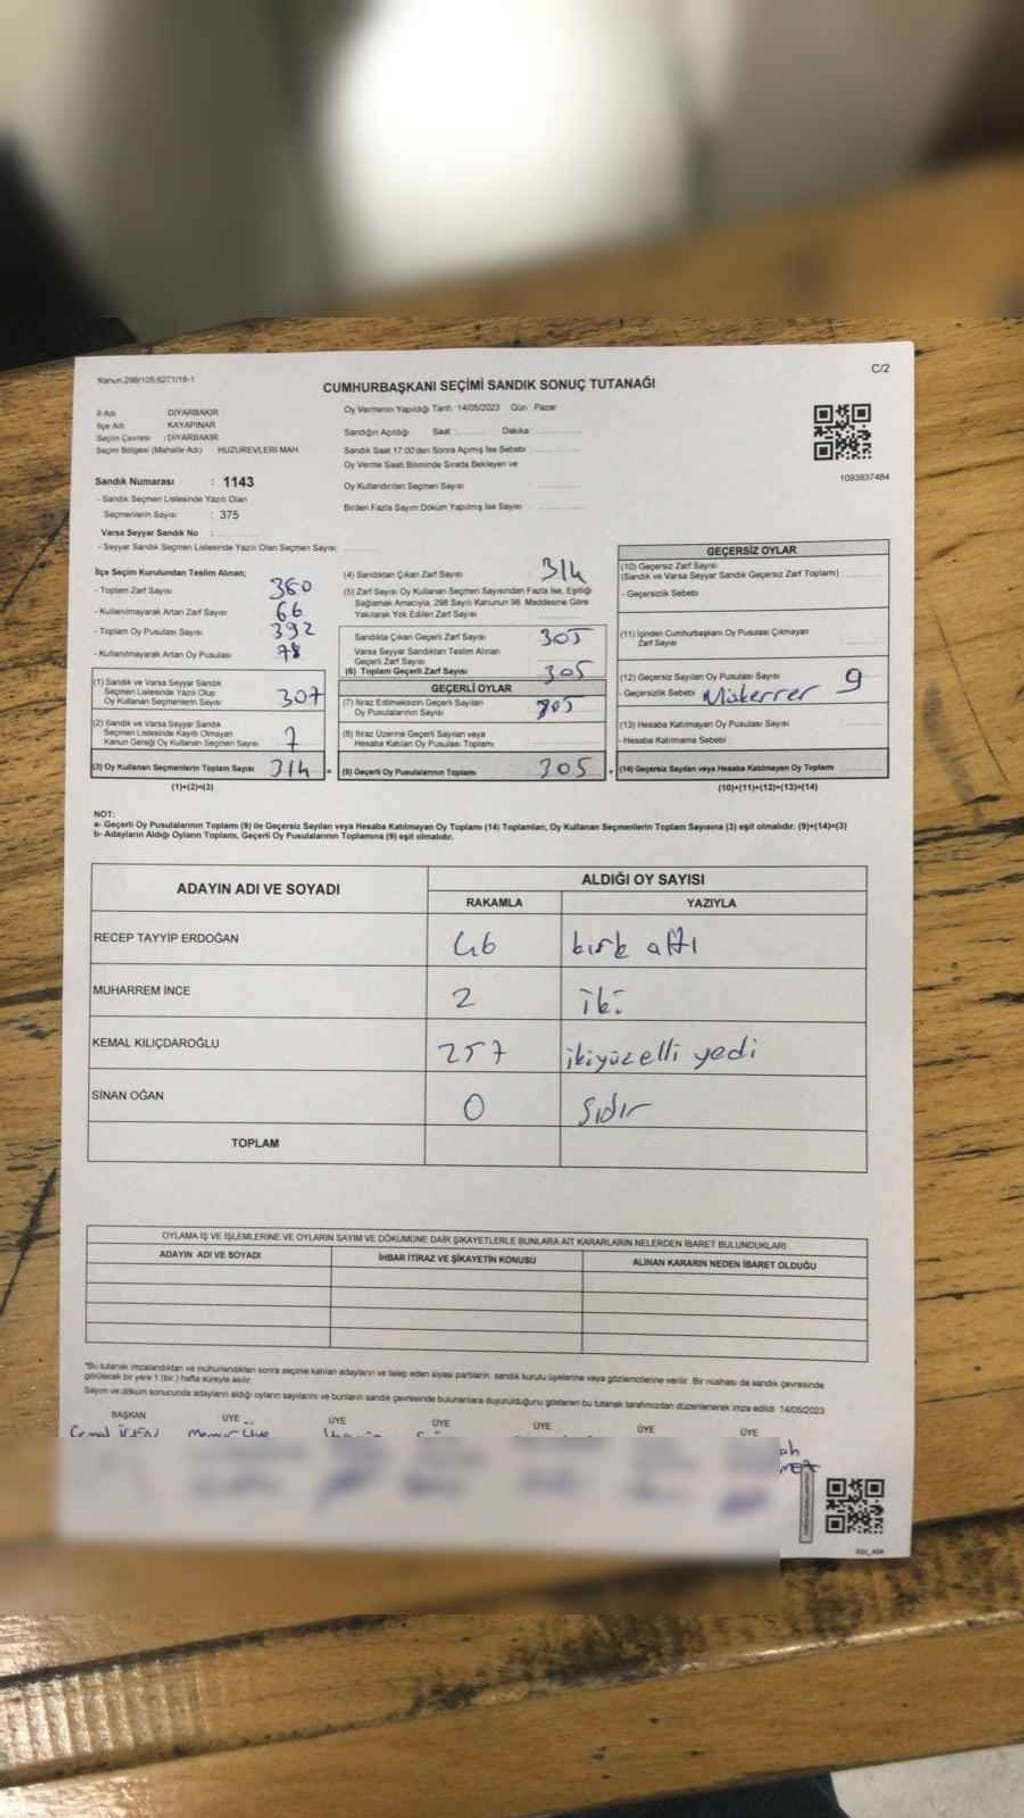 Kanun:298/105;6271/18-1
C/2
CUMHURBAŞKANI SEÇİMİ SANDIK SONUÇ TUTANAĞI
İl Adı DİYARBAKIR
İlçe Adı KAYAPINAR
Seçim Çevresi : DİYARBAKIR
Seçim Bölgesi (Mahalle Adı) HUZUREVLERİ MAH
Sandık Numarası : 1143
- Sandık Seçmen Listesinde Yazılı Olan
Seçmenlerin Sayısı : 375
Varsa Seyyar Sandık No :
- Seyyar Sandık Seçmen Listesinde Yazılı Olan Seçmen Sayısı
Oy Vermenin Yapıldığı Tarih 14/05/2023 Gün Pazar
Sandığın Açıldığı Saat Dakika
Sandık Saat 17:00'den Sonra Açılmış İse Sebebi
Oy Verme Saati Bitiminde Sırada Bekleyen ve
Oy Kullandırılan Seçmen Sayısı
Birden Fazla Sayım Döküm Yapılmış İse Sayısı
1093837484
İlçe Seçim Kurulundan Teslim Alınan;
- Toplam Zarf Sayısı 380
- Kullanılmayarak Artan Zarf Sayısı 66
- Toplam Oy Pusulası Sayısı 392
- Kullanılmayarak Artan Oy Pusulası 78
(1) Sandık ve Varsa Seyyar Sandık
Seçmen Listesinde Yazılı Olup
Oy Kullanan Seçmenlerin Sayısı 307
(2) Sandık ve Varsa Seyyar Sandık
Seçmen Listesinde Kayıtlı Olmayan
Kanun Gereği Oy Kullanan Seçmen Sayısı 7
(3) Oy Kullanan Seçmenlerin Toplam Sayısı 314
(1)+(2)=(3)
(4) Sandıktan Çıkan Zarf Sayısı 314
(5) Zarf Sayısı Oy Kullanan Seçmen Sayısından Fazla İse, Eşitliği
Sağlamak Amacıyla, 298 Sayılı Kanunun 98. Maddesine Göre
Yakılarak Yok Edilen Zarf Sayısı
Sandıkta Çıkan Geçerli Zarf Sayısı 305
Varsa Seyyar Sandıktan Teslim Alınan
Geçerli Zarf Sayısı
(6) Toplam Geçerli Zarf Sayısı 305
GEÇERLİ OYLAR
(7) İtiraz Edilmeksizin Geçerli Sayılan
Oy Pusulalarının Sayısı 305
(8) İtiraz Üzerine Geçerli Sayılan veya
Hesaba Katılan Oy Pusulası Toplamı
(9) Geçerli Oy Pusulalarının Toplamı 305
GEÇERSİZ OYLAR
(10) Geçersiz Zarf Sayısı
(Sandık ve Varsa Seyyar Sandık Geçersiz Zarf Toplamı)
- Geçersizlik Sebebi
(11) İçinden Cumhurbaşkanı Oy Pusulası Çıkmayan
Zarf Sayısı
(12) Geçersiz Sayılan Oy Pusulası Sayısı 9
- Geçersizlik Sebebi Mükerrer
(13) Hesaba Katılmayan Oy Pusulası Sayısı
- Hesaba Katılmama Sebebi
(14) Geçersiz Sayılan veya Hesaba Katılmayan Oy Toplamı
(10)+(11)+(12)+(13)=(14)
NOT:
a- Geçerli Oy Pusulalarının Toplamı (9) ile Geçersiz Sayılan veya Hesaba Katılmayan Oy Toplamı (14) Toplamları, Oy Kullanan Seçmenlerin Toplam Sayısına (3) eşit olmalıdır. (9)+(14)=(3)
b- Adayların Aldığı Oyların Toplamı, Geçerli Oy Pusulalarının Toplamına (9) eşit olmalıdır.
ADAYIN ADI VE SOYADI
ALDIĞI OY SAYISI
RAKAMLA YAZIYLA
RECEP TAYYİP ERDOĞAN 46 kırk altı
MUHARREM İNCE 2 iki
KEMAL KILIÇDAROĞLU 257 ikiyüzelli yedi
SİNAN OĞAN 0 sıdır
TOPLAM
OYLAMA İŞ VE İŞLEMLERİNE VE OYLARIN SAYIM VE DÖKÜMÜNE DAİR ŞİKAYETLERLE BUNLARA AİT KARARLARIN NELERDEN İBARET BULUNDUKLARI
ADAYIN ADI VE SOYADI İHBAR İTİRAZ VE ŞİKAYETİN KONUSU ALINAN KARARIN NEDEN İBARET OLDUĞU
"Bu tutanak imzalandıktan ve mühürlendikten sonra seçime katılan adayların ve talep eden siyasi partilerin sandık kurulu üyelerine veya gözlemcilerine verilir. Bir nüshası da sandık çevresinde
görülecek bir yere 1 (bir) hafta süreyle asılır.
Sayım ve döküm sonucunda adayların aldığı oyların sayılarını ve bunların sandık çevresinde bulunanlara duyurulduğunu gösteren bu tutanak tarafımızdan düzenlenerek imza edildi. 14/05/2023
BAŞKAN ÜYE ÜYE ÜYE ÜYE ÜYE ÜYE